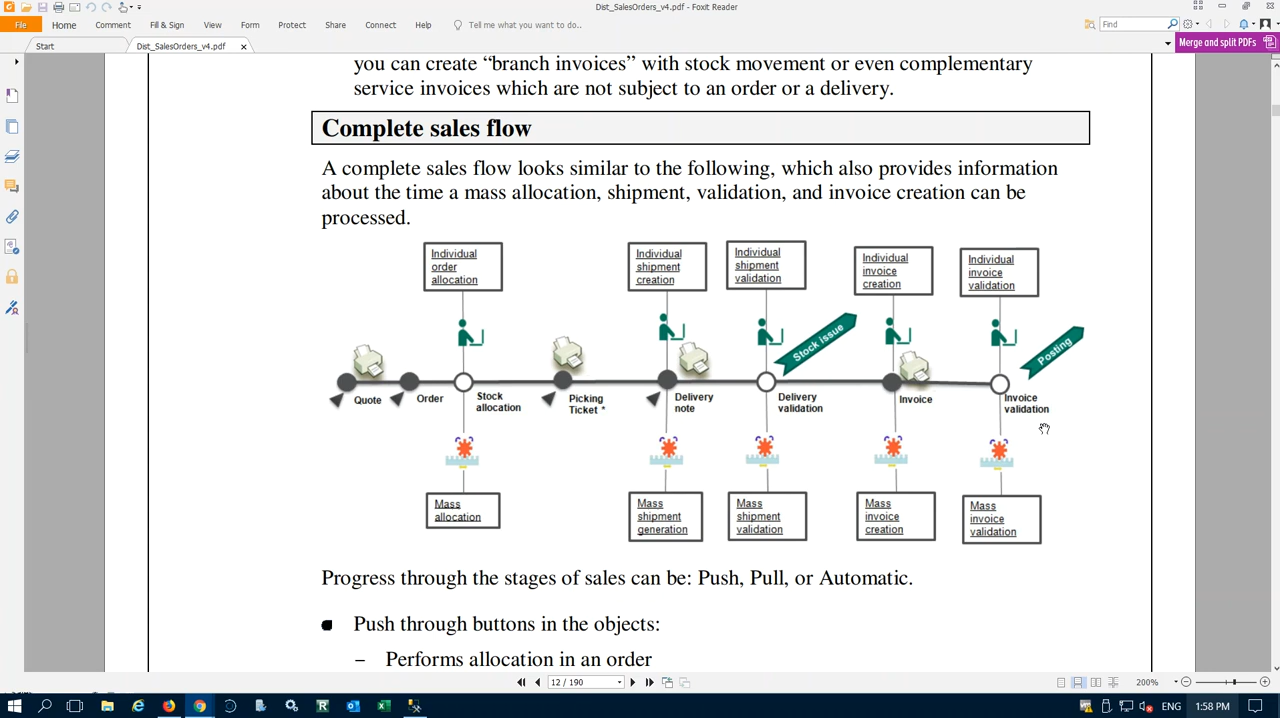 Dist_SalesOrders_v4.pdf - Foxit Reader
File Home Comment Fill & Sign View Form Protect Share Connect Help Tell me what you want to do.. Find
Start Dist_SalesOrders_v4.pdf Merge and split PDFs
you can create “branch invoices” with stock movement or even complementary
service invoices which are not subject to an order or a delivery.
Complete sales flow
A complete sales flow looks similar to the following, which also provides information
about the time a mass allocation, shipment, validation, and invoice creation can be
processed.
Individual
order
allocation
Individual
shipment
creation
Individual
shipment
validation
Individual
invoice
creation
Individual
invoice
validation
Stock issue
Posting
Quote
Order
Stock
allocation
Picking
Ticket *
Delivery
note
Delivery
validation
Invoice
Invoice
validation
Mass
allocation
Mass
shipment
generation
Mass
shipment
validation
Mass
invoice
creation
Mass
invoice
validation
Progress through the stages of sales can be: Push, Pull, or Automatic.
Push through buttons in the objects:
– Performs allocation in an order
12 / 190
200%
ENG 1:58 PM